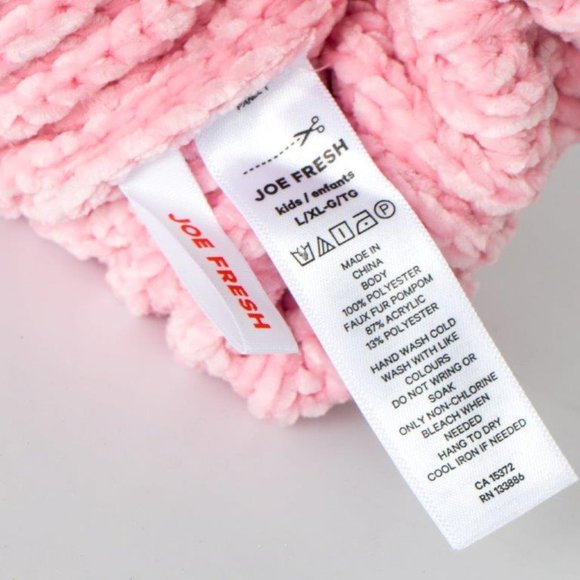 JOE FRESH
JOE FRESH
kids / enfants
L/XL-G/TG
MADE IN
CHINA
BODY
100% POLYESTER
FAUX FUR POMPOM
87% ACRYLIC
13% POLYESTER
HAND WASH COLD
WASH WITH LIKE
COLOURS
DO NOT WRING OR
SOAK
ONLY NON-CHLORINE
BLEACH WHEN
NEEDED
HANG TO DRY
COOL IRON IF NEEDED
CA 15372
RN 133886